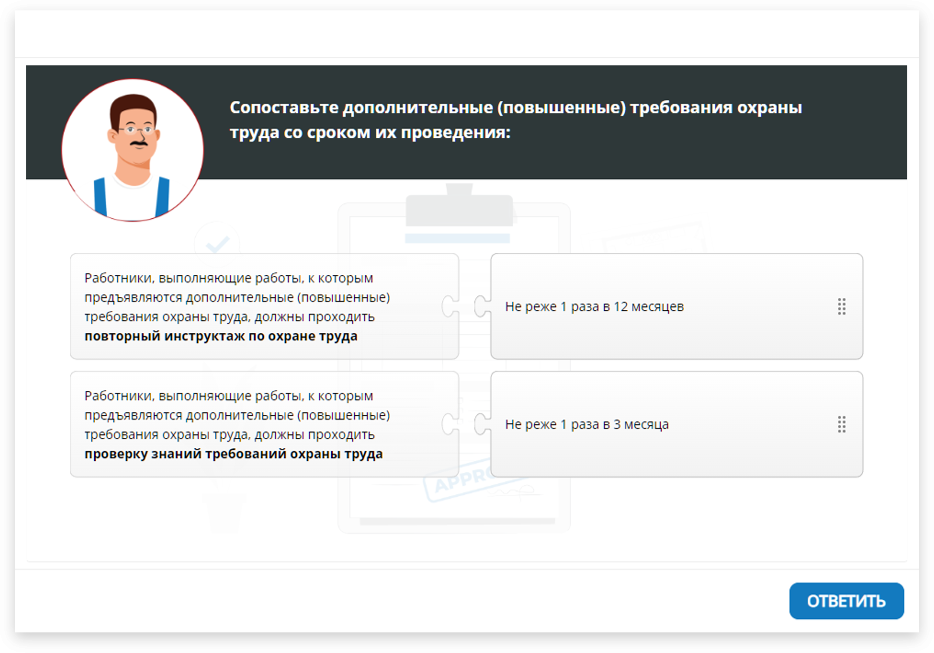 Сопоставьте дополнительные (повышенные) требования охраны
труда со сроком их проведения:
Работники, выполняющие работы, к которым
предъявляются дополнительные (повышенные)
требования охраны труда, должны проходить
повторный инструктаж по охране труда
Не реже 1 раза в 12 месяцев
Работники, выполняющие работы, к которым
предъявляются дополнительные (повышенные)
требования охраны труда, должны проходить
проверку знаний требований охраны труда
Не реже 1 раза в 3 месяца
APPRO
ОТВЕТИТЬ